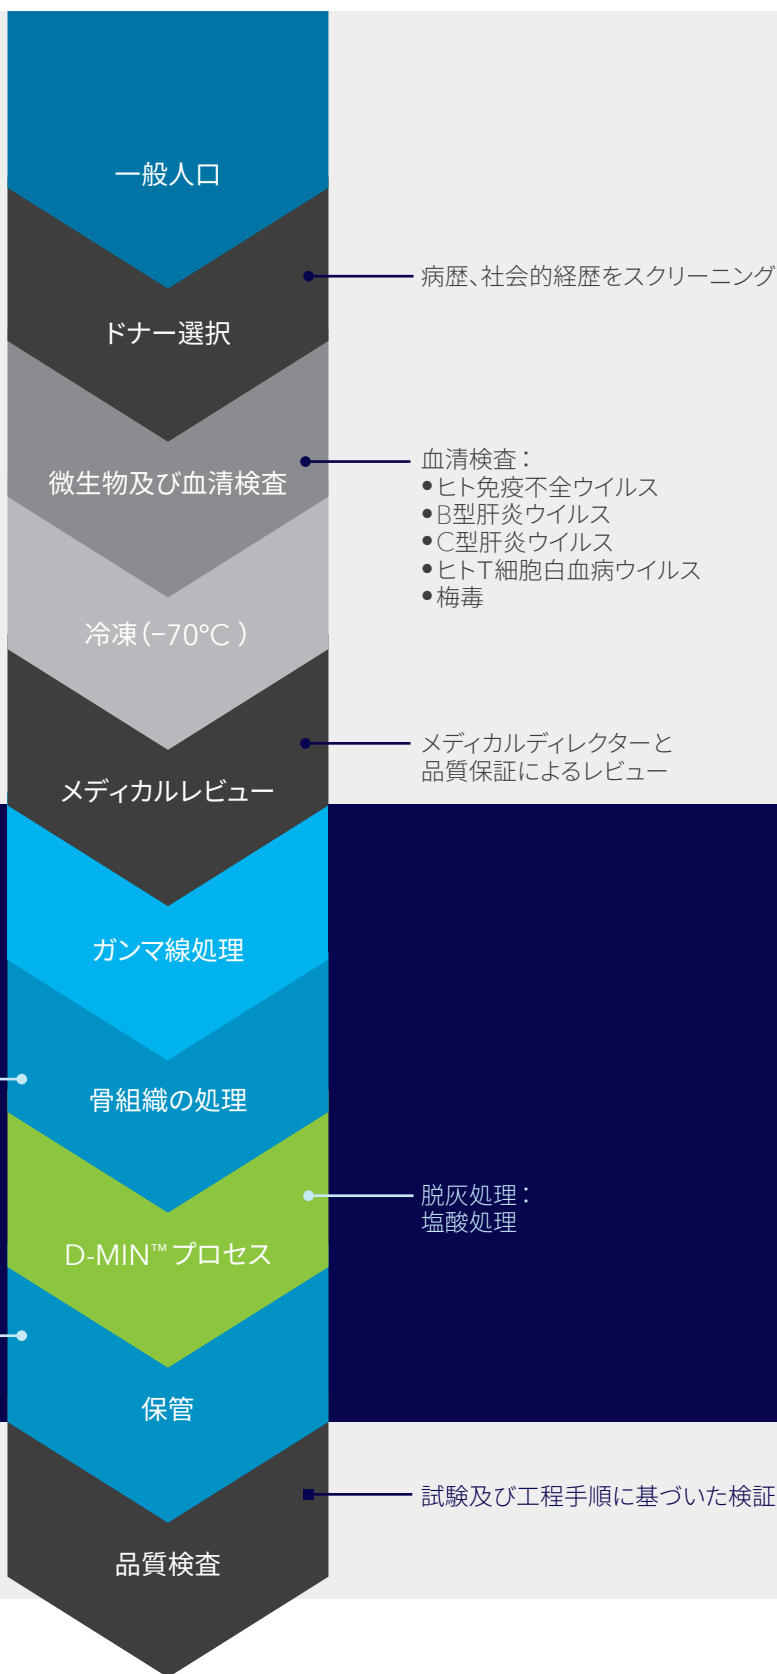 一般人口
病歴、社会的経歴をスクリーニング
ドナー選択
微生物及び血清検査
血清検査：
•ヒト免疫不全ウイルス
•B型肝炎ウイルス
•C型肝炎ウイルス
•ヒトT細胞白血病ウイルス
•梅毒
冷凍（−70°C ）
メディカルディレクターと
品質保証によるレビュー
メディカルレビュー
ガンマ線処理
骨組織の処理
脱灰処理：
塩酸処理
D-MIN™ プロセス
保管
試験及び工程手順に基づいた検証
品質検査